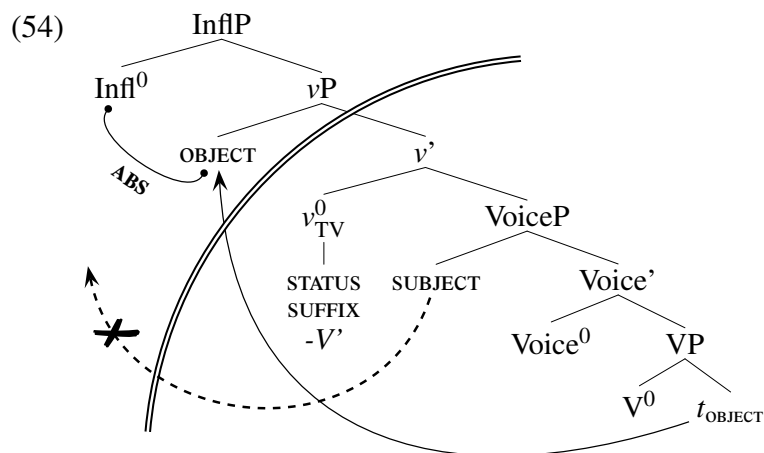 (54)
InflP
Infl⁰
vP
OBJECT
v’
ABS
v⁰TV
VoiceP
STATUS
SUFFIX
-V’
SUBJECT
Voice’
Voice⁰
VP
V⁰
tOBJECT